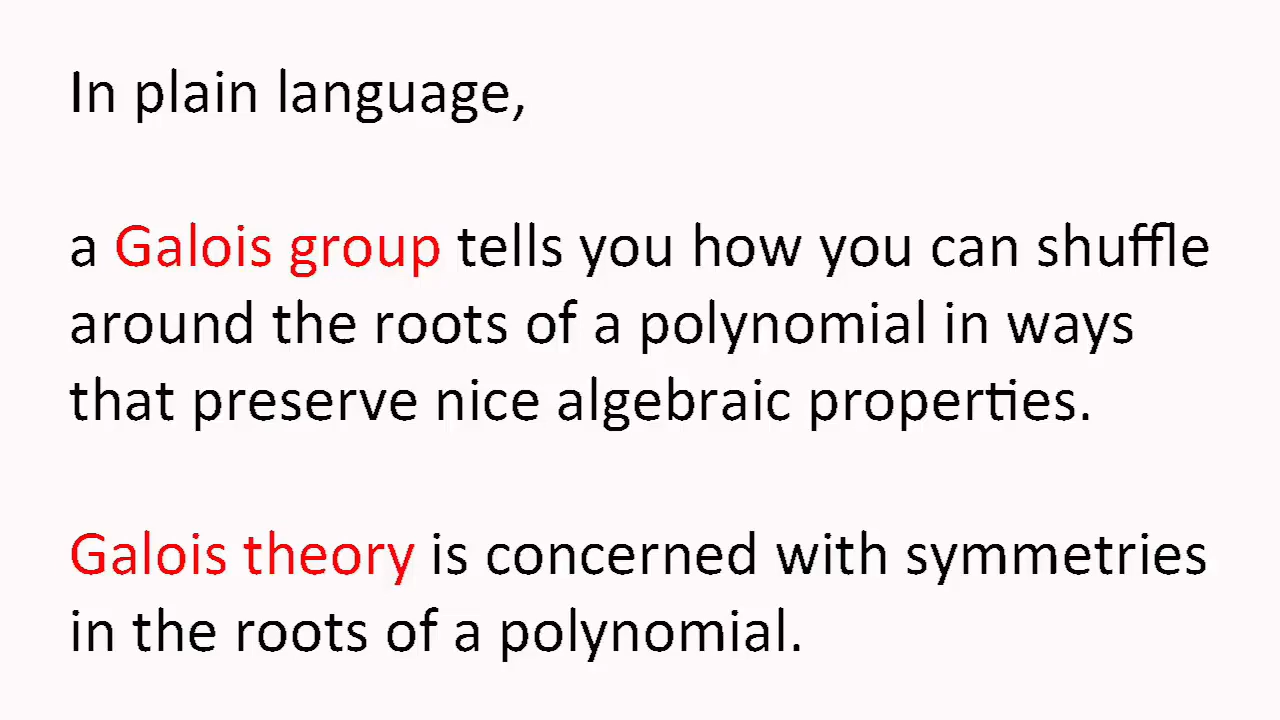 In plain language,
a Galois group tells you how you can shuffle
around the roots of a polynomial in ways
that preserve nice algebraic properties.
Galois theory is concerned with symmetries
in the roots of a polynomial.